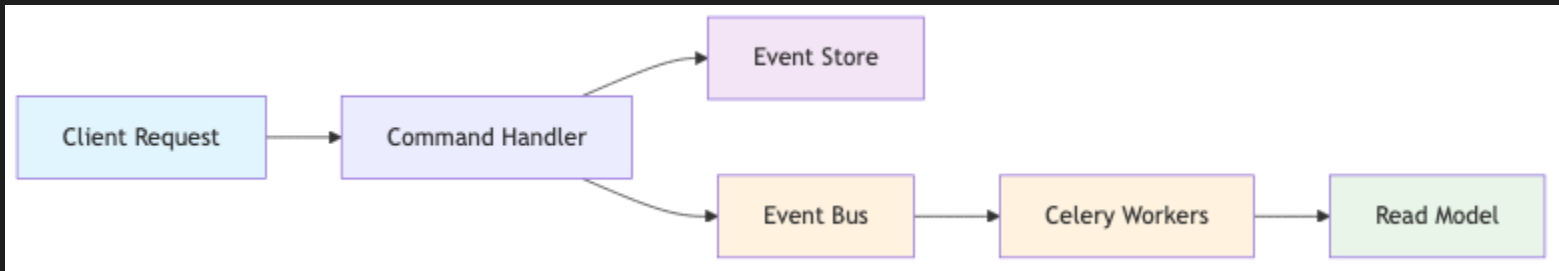 Client Request
Command Handler
Event Store
Event Bus
Celery Workers
Read Model